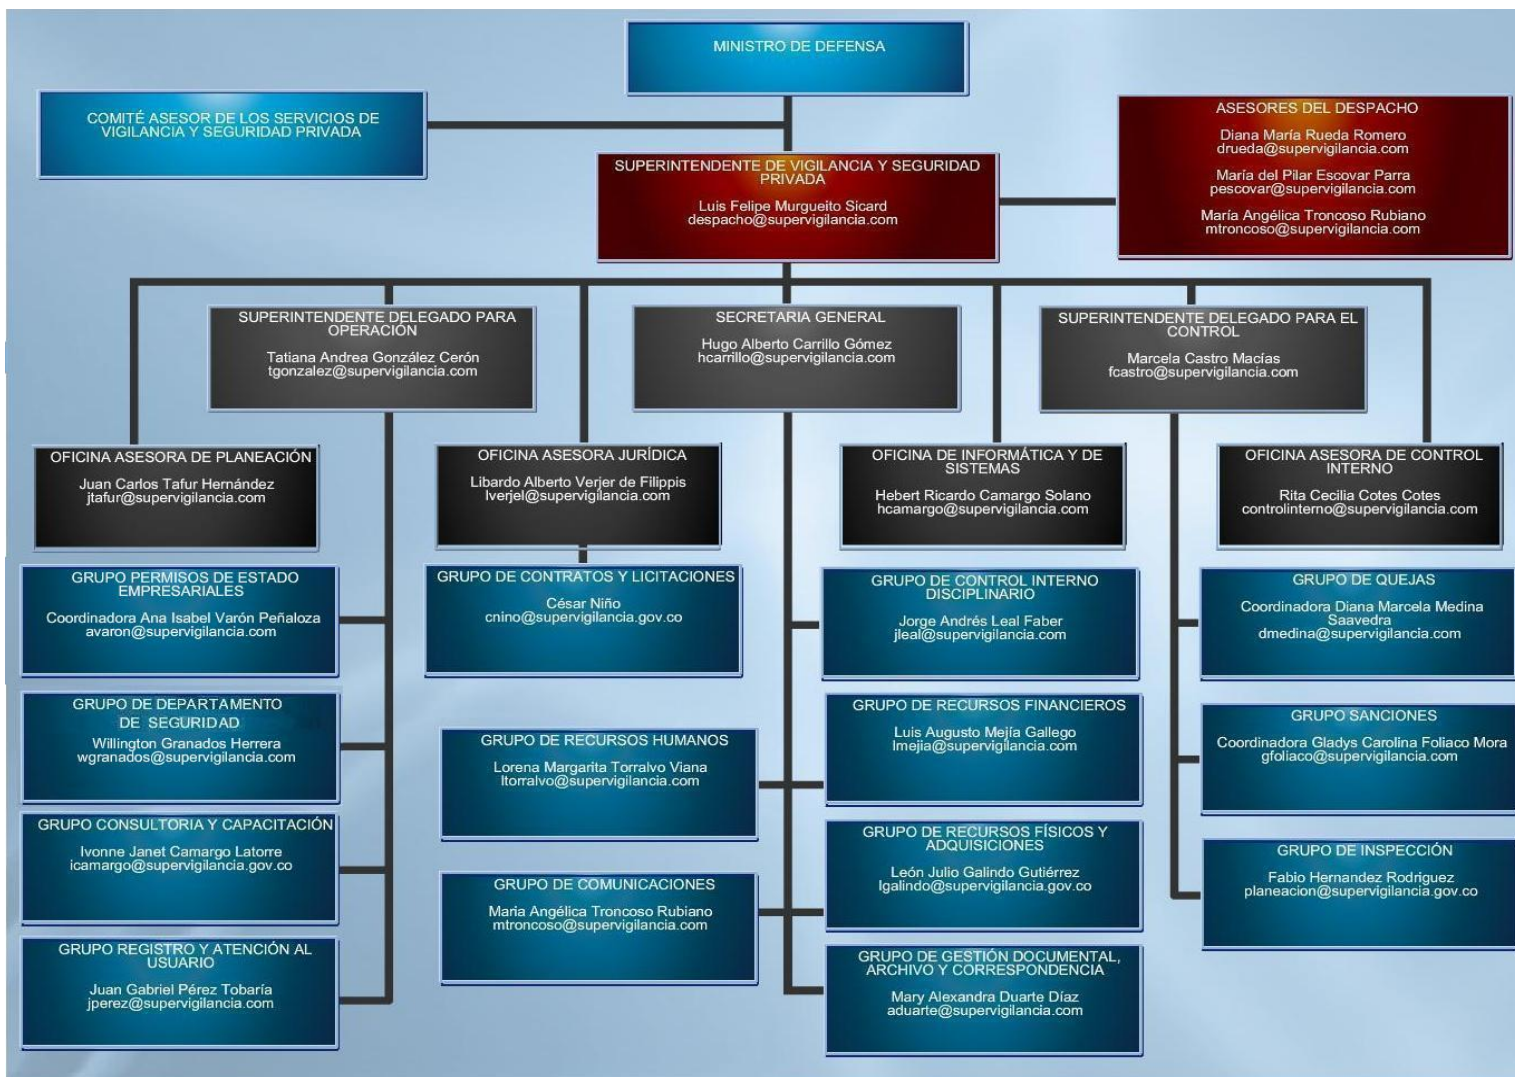 MINISTRO DE DEFENSA
COMITÉ ASESOR DE LOS SERVICIOS DE
VIGILANCIA Y SEGURIDAD PRIVADA
ASESORES DEL DESPACHO
Diana María Rueda Romero
drueda@supervigilancia.com
María del Pilar Escovar Parra
pescovar@supervigilancia.com
María Angélica Troncoso Rubiano
mtroncoso@supervigilancia.com
SUPERINTENDENTE DE VIGILANCIA Y SEGURIDAD
PRIVADA
Luis Felipe Murgueito Sicard
despacho@supervigilancia.com
SUPERINTENDENTE DELEGADO PARA
OPERACIÓN
Tatiana Andrea González Cerón
tgonzalez@supervigilancia.com
SECRETARIA GENERAL
Hugo Alberto Carrillo Gómez
hcarrillo@supervigilancia.com
SUPERINTENDENTE DELEGADO PARA EL
CONTROL
Marcela Castro Macías
fcastro@supervigilancia.com
OFICINA ASESORA DE PLANEACIÓN
Juan Carlos Tafur Hernández
jtafur@supervigilancia.com
OFICINA ASESORA JURÍDICA
Libardo Alberto Verjer de Filippis
lverjel@supervigilancia.com
OFICINA DE INFORMÁTICA Y DE
SISTEMAS
Hebert Ricardo Camargo Solano
hcamargo@supervigilancia.com
OFICINA ASESORA DE CONTROL
INTERNO
Rita Cecilia Cotes Cotes
controlinterno@supervigilancia.com
GRUPO PERMISOS DE ESTADO
EMPRESARIALES
Coordinadora Ana Isabel Varón Peñaloza
avaron@supervigilancia.com
GRUPO DE CONTRATOS Y LICITACIONES
César Niño
cnino@supervigilancia.gov.co
GRUPO DE CONTROL INTERNO
DISCIPLINARIO
Jorge Andrés Leal Faber
jleal@supervigilancia.com
GRUPO DE QUEJAS
Coordinadora Diana Marcela Medina
Saavedra
dmedina@supervigilancia.com
GRUPO DE DEPARTAMENTO
DE SEGURIDAD
Willington Granados Herrera
wgranados@supervigilancia.com
GRUPO DE RECURSOS HUMANOS
Lorena Margarita Torralvo Viana
ltorralvo@supervigilancia.com
GRUPO DE RECURSOS FINANCIEROS
Luis Augusto Mejía Gallego
lmejia@supervigilancia.com
GRUPO SANCIONES
Coordinadora Gladys Carolina Foliaco Mora
gfoliaco@supervigilancia.com
GRUPO CONSULTORIA Y CAPACITACIÓN
Ivonne Janet Camargo Latorre
icamargo@supervigilancia.gov.co
GRUPO DE COMUNICACIONES
Maria Angélica Troncoso Rubiano
mtroncoso@supervigilancia.com
GRUPO DE RECURSOS FÍSICOS Y
ADQUISICIONES
León Julio Galindo Gutiérrez
lgalindo@supervigilancia.gov.co
GRUPO DE INSPECCIÓN
Fabio Hernandez Rodriguez
planeacion@supervigilancia.gov.co
GRUPO REGISTRO Y ATENCIÓN AL
USUARIO
Juan Gabriel Pérez Tobaría
jperez@supervigilancia.com
GRUPO DE GESTIÓN DOCUMENTAL,
ARCHIVO Y CORRESPONDENCIA
Mary Alexandra Duarte Díaz
aduarte@supervigilancia.com